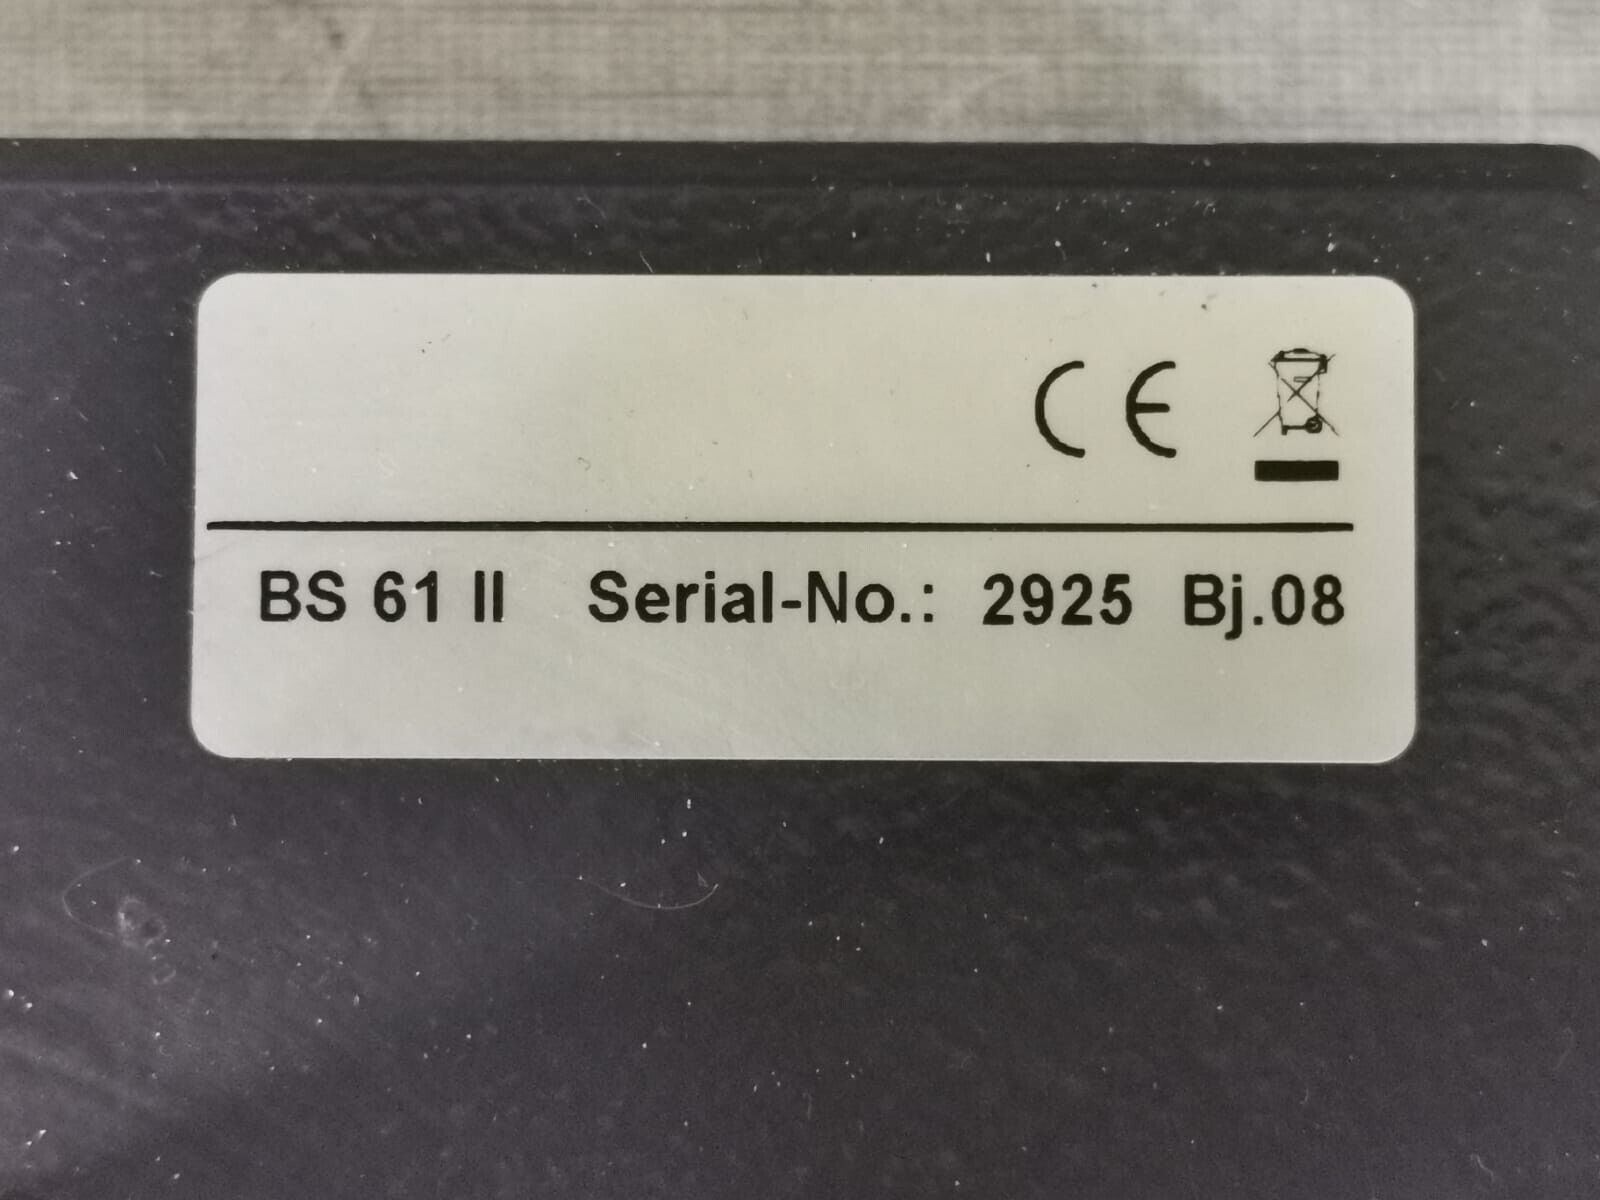 CE
BS 61 II Serial-No.: 2925 Bj.08